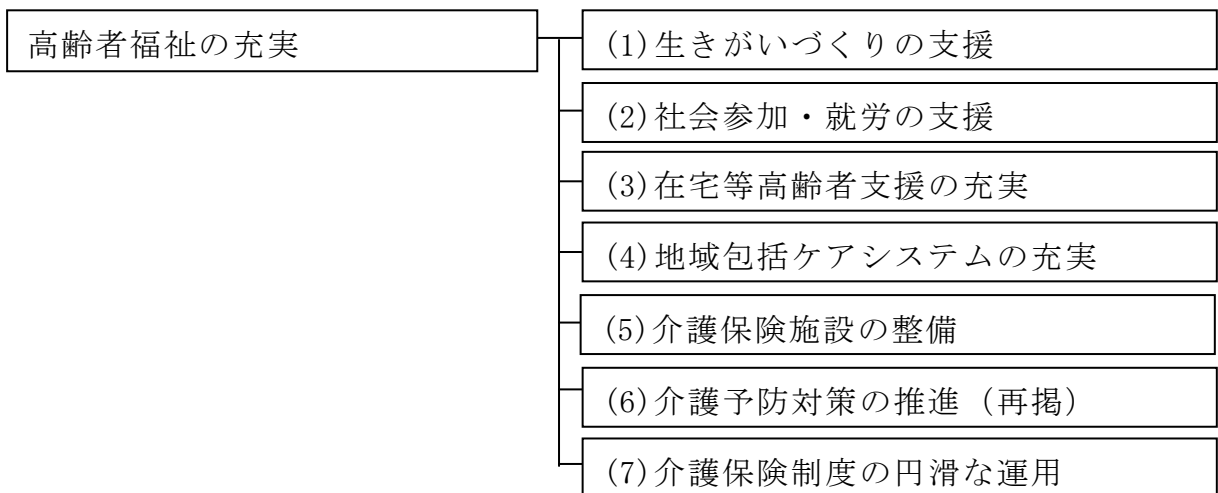 高齢者福祉の充実
(1)生きがいづくりの支援
(2)社会参加・就労の支援
(3)在宅等高齢者支援の充実
(4)地域包括ケアシステムの充実
(5)介護保険施設の整備
(6)介護予防対策の推進（再掲）
(7)介護保険制度の円滑な運用